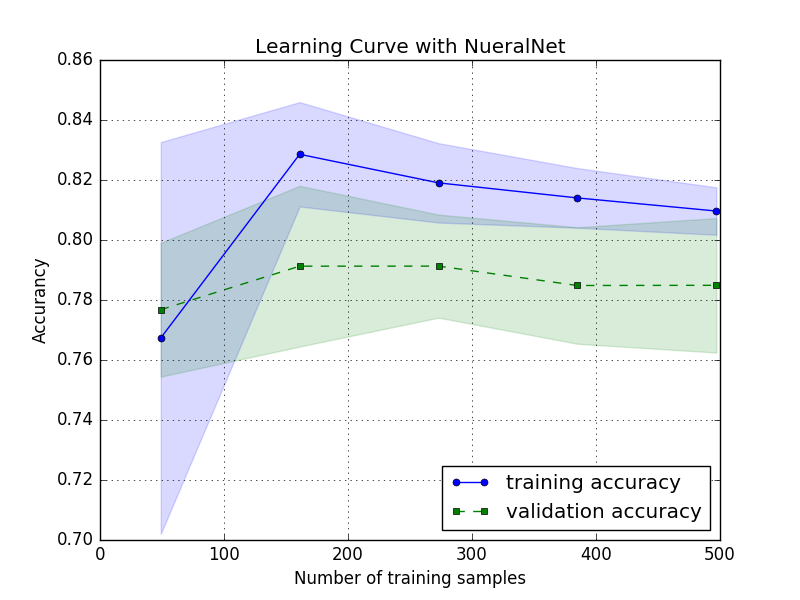 Learning Curve with NueralNet
0.86
0.84
0.82
0.80
0.78
0.76
0.74
0.72
0.70
Accurancy
training accuracy
validation accuracy
0 100 200 300 400 500
Number of training samples